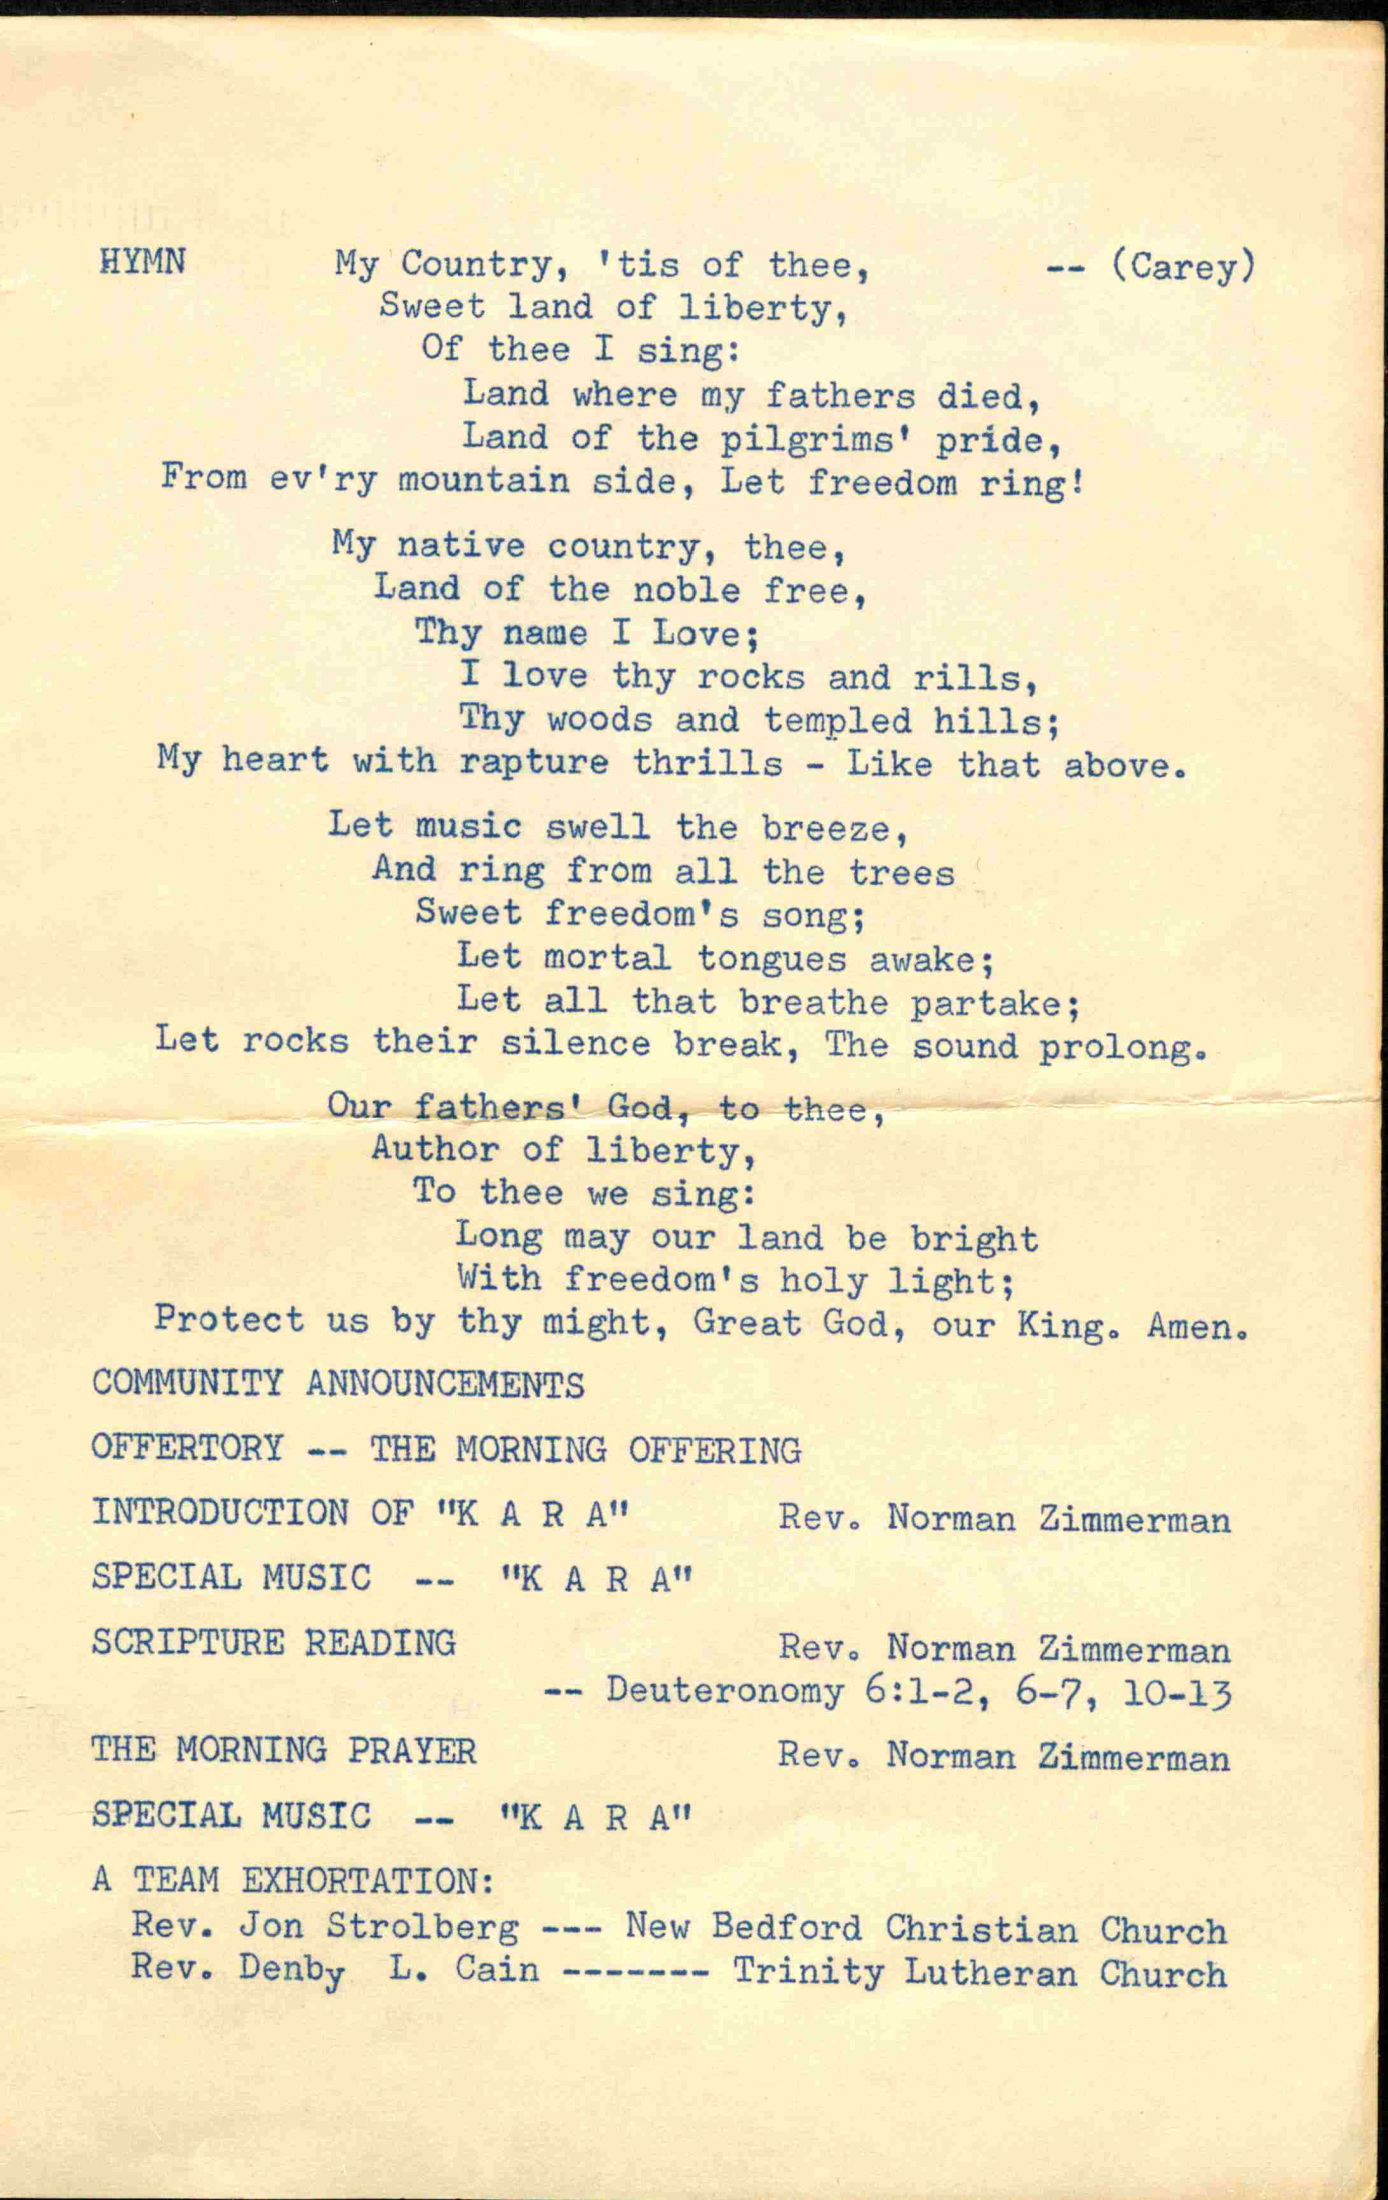 HYMN My Country, 'tis of thee, -- (Carey)
Sweet land of liberty,
Of thee I sing:
Land where my fathers died,
Land of the pilgrims' pride,
From ev'ry mountain side, Let freedom ring!
My native country, thee,
Land of the noble free,
Thy name I Love;
I love thy rocks and rills,
Thy woods and templed hills;
My heart with rapture thrills - Like that above.
Let music swell the breeze,
And ring from all the trees
Sweet freedom's song;
Let mortal tongues awake;
Let all that breathe partake;
Let rocks their silence break, The sound prolong.
Our fathers' God, to thee,
Author of liberty,
To thee we sing:
Long may our land be bright
With freedom's holy light;
Protect us by thy might, Great God, our King. Amen.
COMMUNITY ANNOUNCEMENTS
OFFERTORY -- THE MORNING OFFERING
INTRODUCTION OF "K A R A" Rev. Norman Zimmerman
SPECIAL MUSIC -- "K A R A"
SCRIPTURE READING Rev. Norman Zimmerman
-- Deuteronomy 6:1-2, 6-7, 10-13
THE MORNING PRAYER Rev. Norman Zimmerman
SPECIAL MUSIC -- "K A R A"
A TEAM EXHORTATION:
Rev. Jon Strolberg --- New Bedford Christian Church
Rev. Denby L. Cain ------- Trinity Lutheran Church